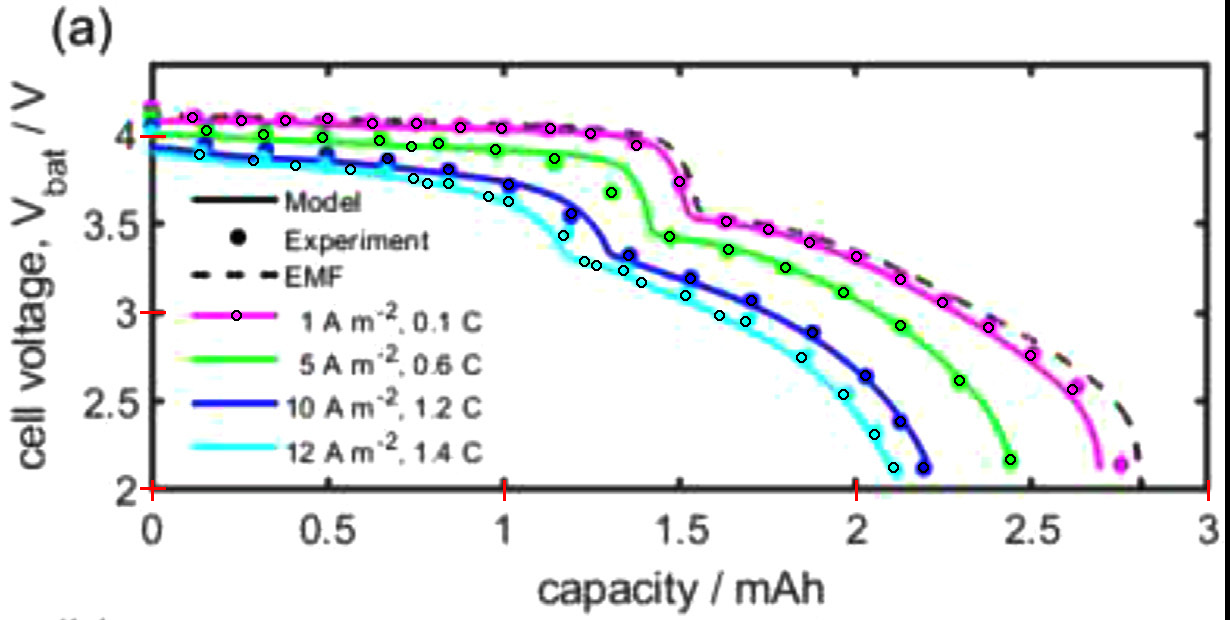 (a)
cell voltage, V_bat / V
4
3.5
3
2.5
2
Model
Experiment
EMF
1 A m⁻², 0.1 C
5 A m⁻², 0.6 C
10 A m⁻², 1.2 C
12 A m⁻², 1.4 C
0 0.5 1 1.5 2 2.5 3
capacity / mAh